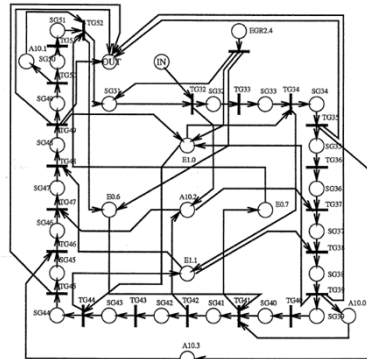 SG51
TG52
EGR2.4
A10.1
TG51
SG50
OUT
IN
TG50
SG31
TG32
SG32
TG33
SG33
TG34
SG34
SG49
TG49
TG35
SG48
E1.0
SG35
TG48
TG36
SG47
SG36
TG47
E0.6
A10.2
E0.7
TG37
SG46
SG37
TG46
TG38
SG45
E1.1
SG38
TG45
TG39
SG44
TG44
SG43
TG43
SG42
TG42
SG41
TG41
SG40
TG40
SG39
A10.0
A10.3